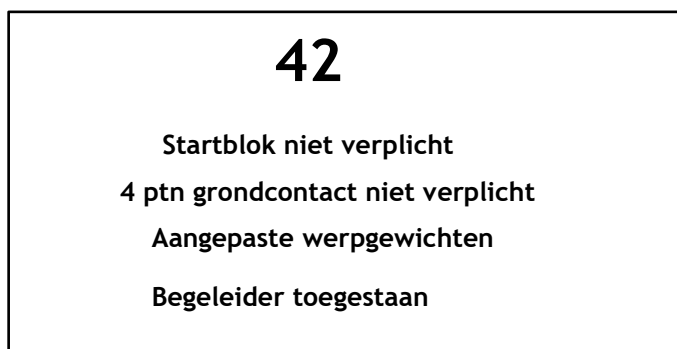 42
Startblok niet verplicht
4 ptn grondcontact niet verplicht
Aangepaste werpgewichten
Begeleider toegestaan